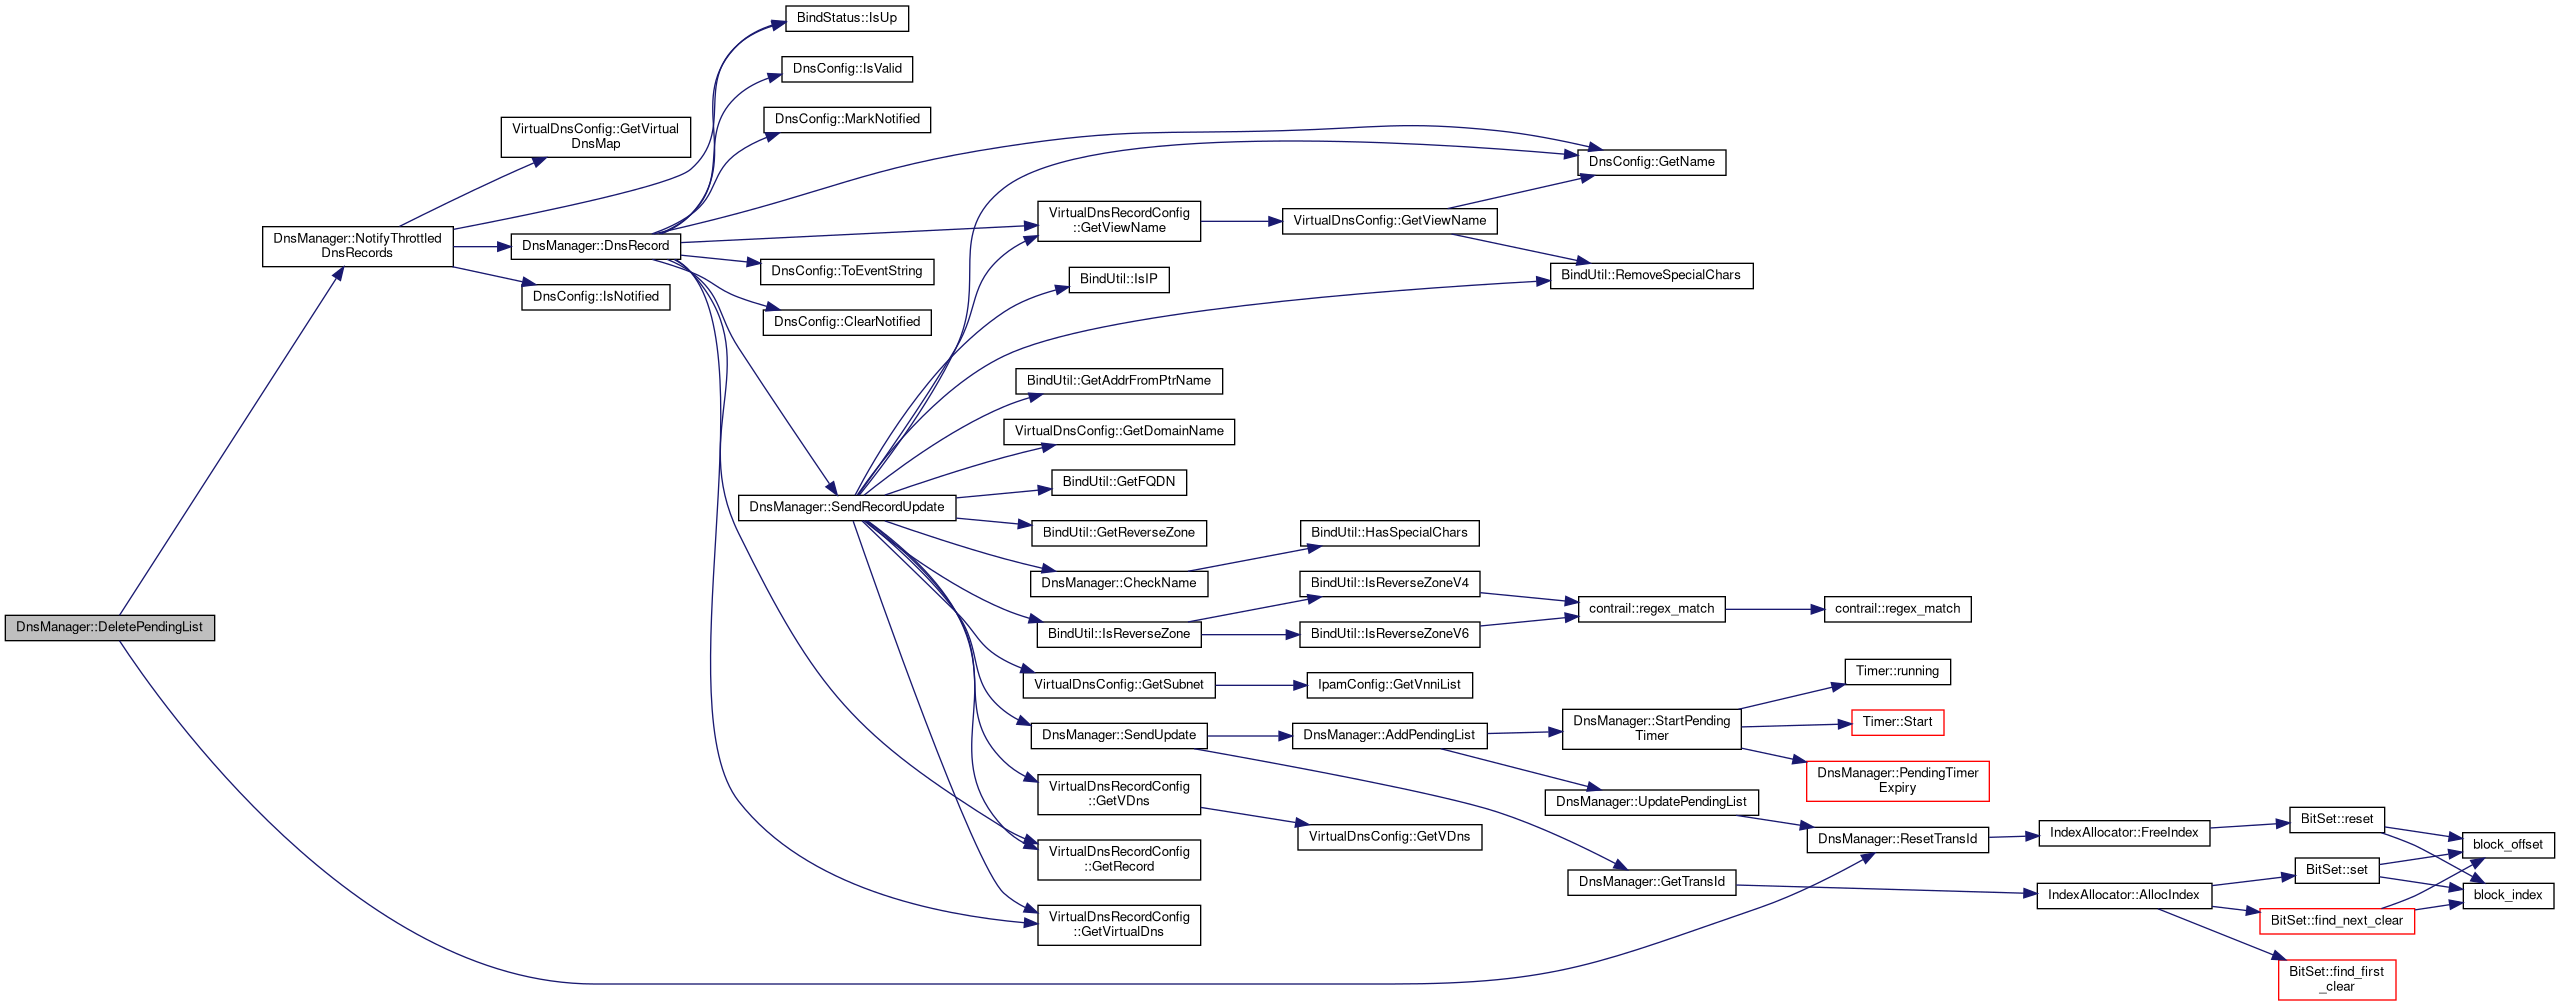 BindStatus::IsUp
DnsConfig::IsValid
DnsConfig::MarkNotified
VirtualDnsConfig::GetVirtual
DnsMap
DnsConfig::GetName
VirtualDnsRecordConfig
::GetViewName
VirtualDnsConfig::GetViewName
DnsManager::NotifyThrottled
DnsRecords
DnsManager::DnsRecord
DnsConfig::ToEventString
BindUtil::IsIP
BindUtil::RemoveSpecialChars
DnsConfig::IsNotified
DnsConfig::ClearNotified
BindUtil::GetAddrFromPtrName
VirtualDnsConfig::GetDomainName
BindUtil::GetFQDN
DnsManager::SendRecordUpdate
BindUtil::GetReverseZone
BindUtil::HasSpecialChars
DnsManager::CheckName
BindUtil::IsReverseZoneV4
contrail::regex_match
contrail::regex_match
DnsManager::DeletePendingList
BindUtil::IsReverseZone
BindUtil::IsReverseZoneV6
Timer::running
VirtualDnsConfig::GetSubnet
IpamConfig::GetVnniList
DnsManager::StartPending
Timer
Timer::Start
DnsManager::SendUpdate
DnsManager::AddPendingList
DnsManager::PendingTimer
Expiry
VirtualDnsRecordConfig
::GetVDns
DnsManager::UpdatePendingList
VirtualDnsConfig::GetVDns
DnsManager::ResetTransId
IndexAllocator::FreeIndex
BitSet::reset
block_offset
VirtualDnsRecordConfig
::GetRecord
DnsManager::GetTransId
BitSet::set
IndexAllocator::AllocIndex
block_index
VirtualDnsRecordConfig
::GetVirtualDns
BitSet::find_next_clear
BitSet::find_first
_clear